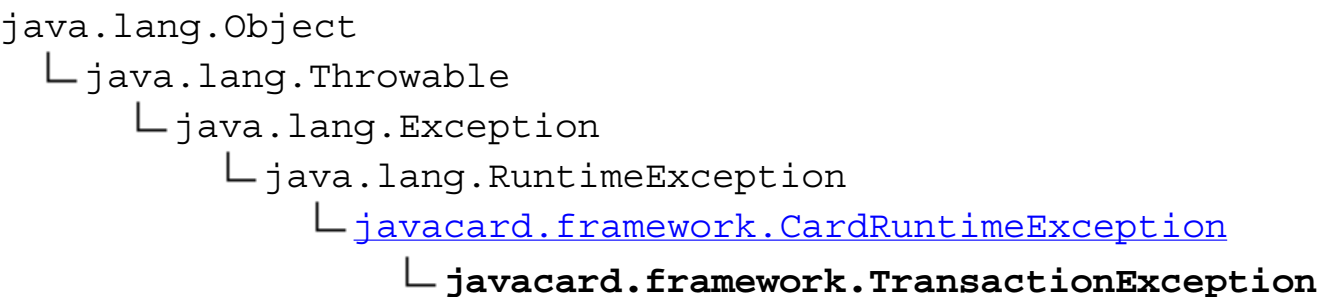 java.lang.Object
java.lang.Throwable
java.lang.Exception
java.lang.RuntimeException
javacard.framework.CardRuntimeException
javacard.framework.TransactionException